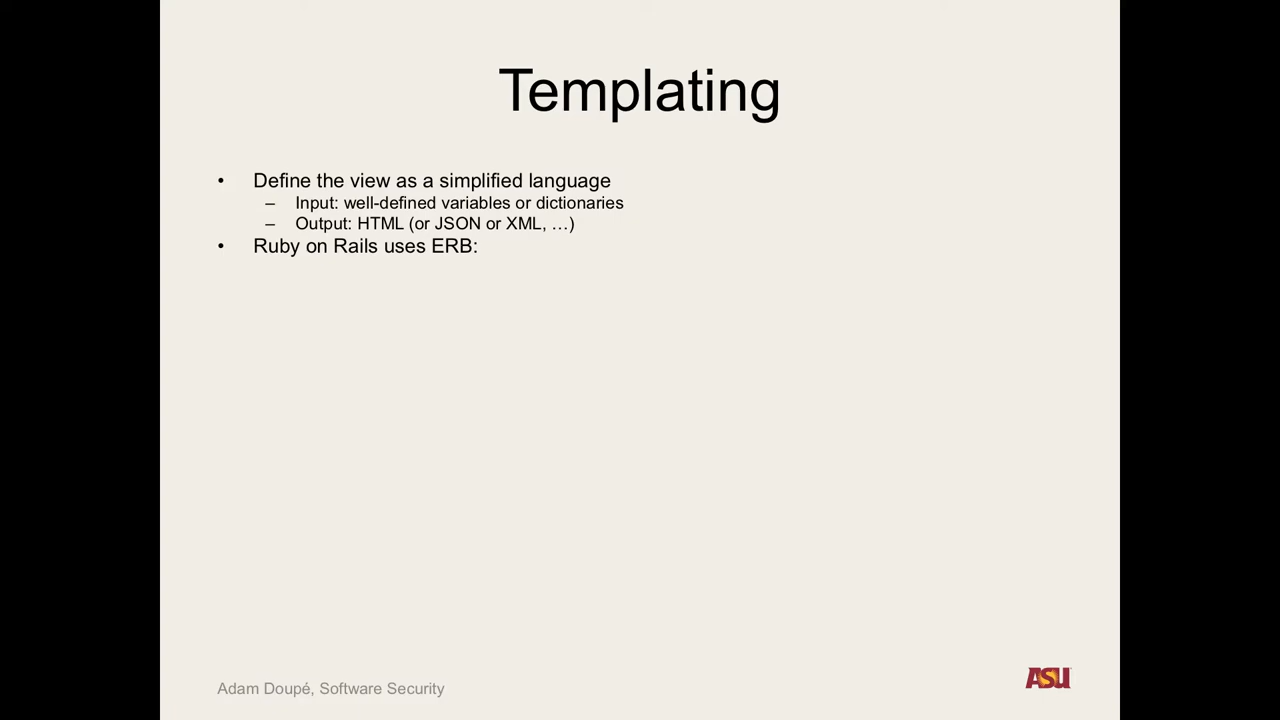 Templating
• Define the view as a simplified language
– Input: well-defined variables or dictionaries
– Output: HTML (or JSON or XML, …)
• Ruby on Rails uses ERB:
Adam Doupé, Software Security
ASU